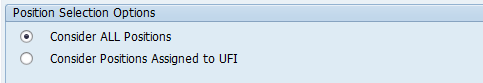 Position Selection Options
Consider ALL Positions
Consider Positions Assigned to UFI